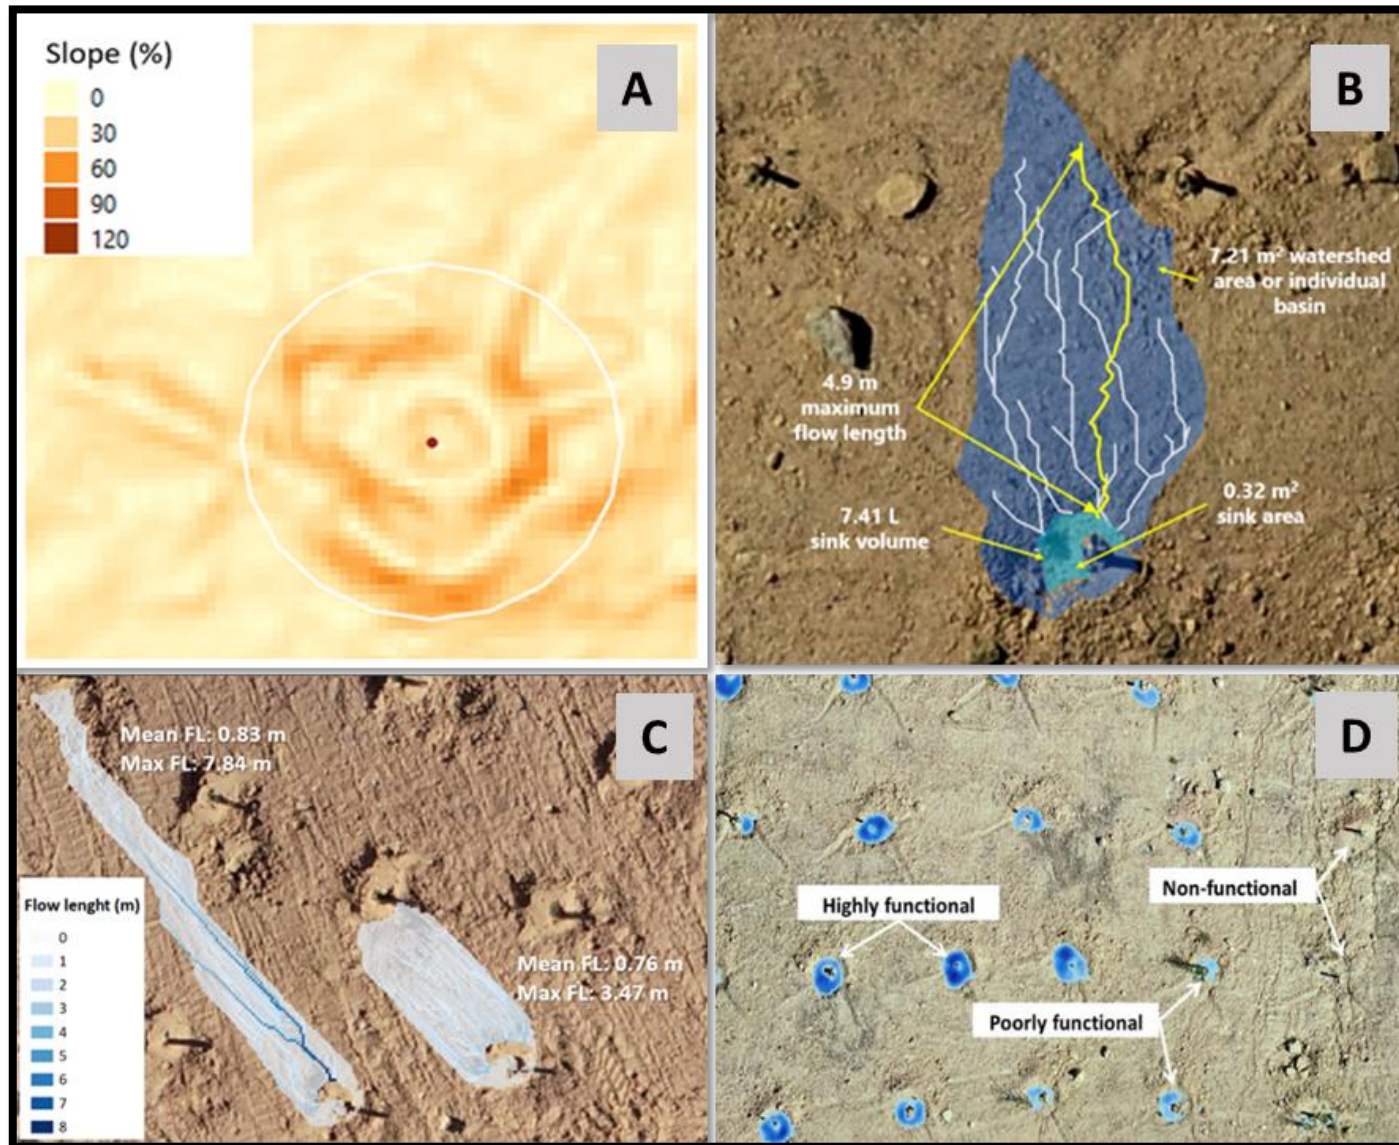 Slope (%)
0
30
60
90
120
A
B
7.21 m² watershed
area or individual
basin
4.9 m
maximum
flow length
7.41 L
sink volume
0.32 m²
sink area
C
Mean FL: 0.83 m
Max FL: 7.84 m
Flow lenght (m)
0
1
2
3
4
5
6
7
8
Mean FL: 0.76 m
Max FL: 3.47 m
D
Highly functional
Non-functional
Poorly functional